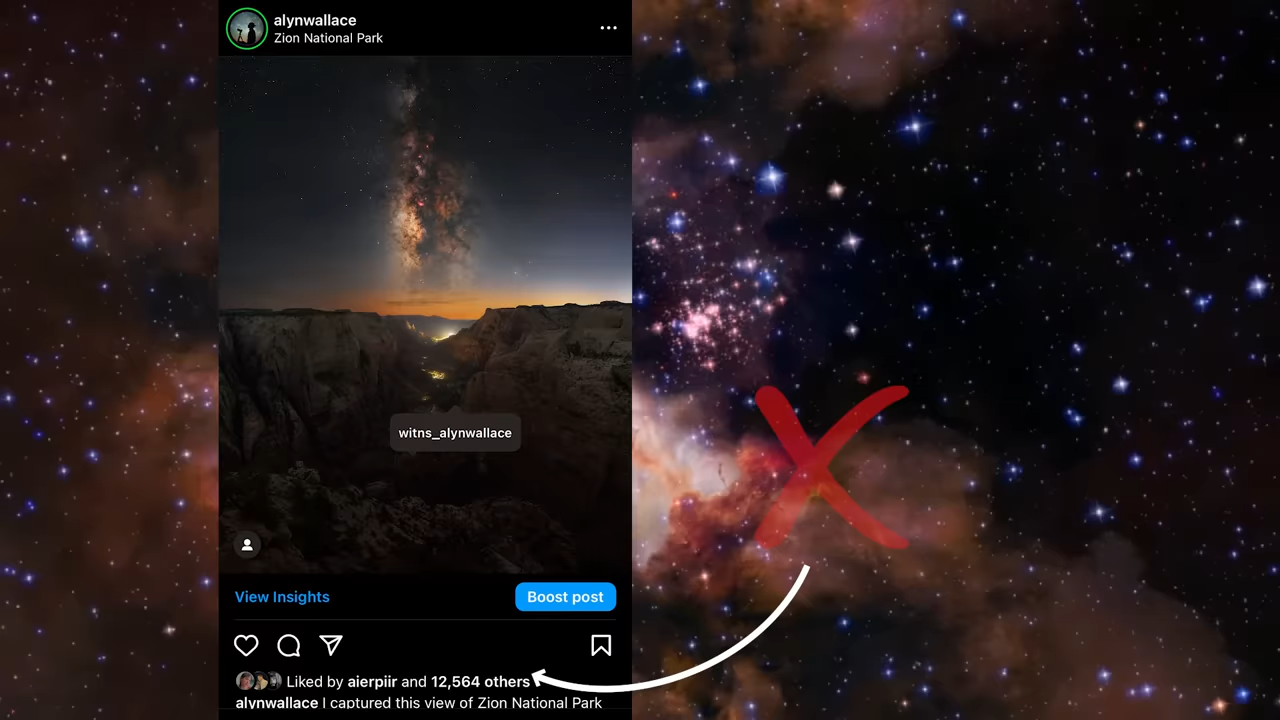 alynwallace
Zion National Park
witns_alynwallace
View Insights
Boost post
Liked by aierpiir and 12,564 others
alynwallace I captured this view of Zion National Park